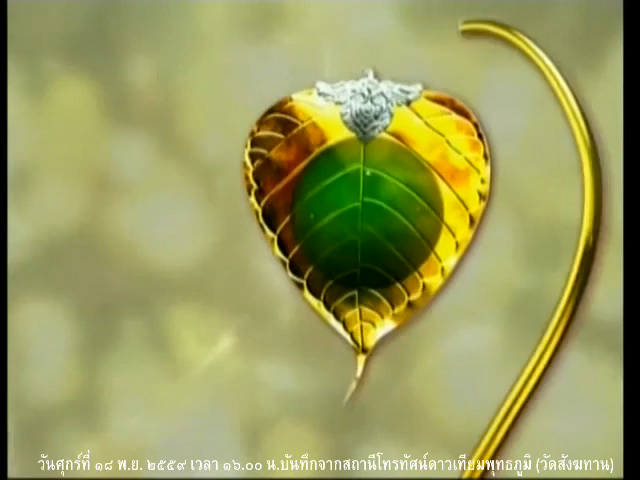 วันศุกร์ที่ ๑๘ พ.ย. ๒๕๕๙ เวลา ๑๖.๐๐ น.บันทึกจากสถานีโทรทัศน์ดาวเทียมพุทธภูมิ (วัดสังฆทาน)